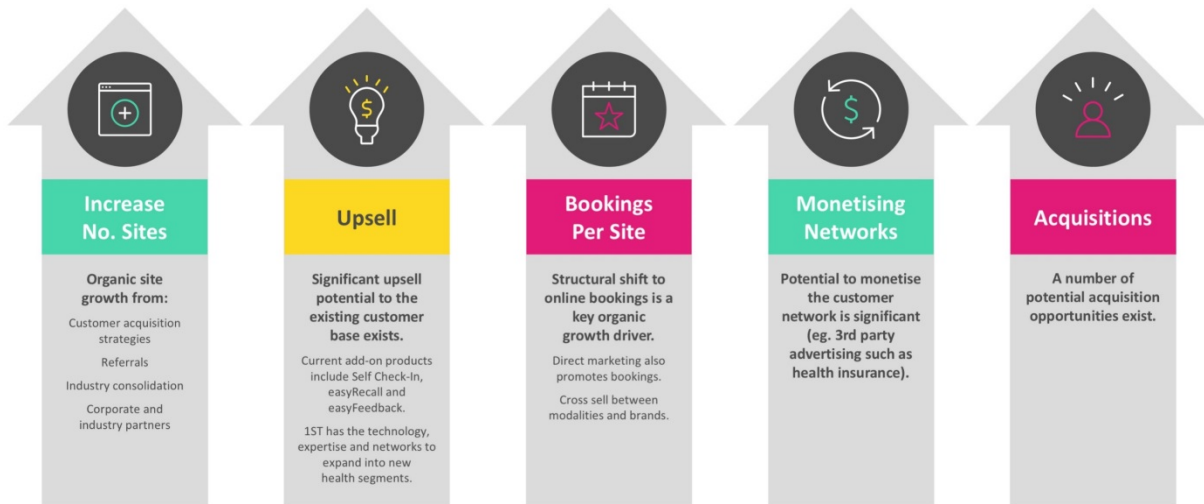 Increase
No. Sites
Organic site
growth from:
Customer acquisition
strategies
Referrals
Industry consolidation
Corporate and
industry partners
$
Upsell
Significant upsell
potential to the
existing customer
base exists.
Current add-on products
include Self Check-In,
easyRecall and
easyFeedback.
1ST has the technology,
expertise and networks to
expand into new
health segments.
Bookings
Per Site
Structural shift to
online bookings is a
key organic
growth driver.
Direct marketing also
promotes bookings.
Cross sell between
modalities and brands.
$
Monetising
Networks
Potential to monetise
the customer
network is significant
(eg. 3rd party
advertising such as
health insurance).
Acquisitions
A number of
potential acquisition
opportunities exist.